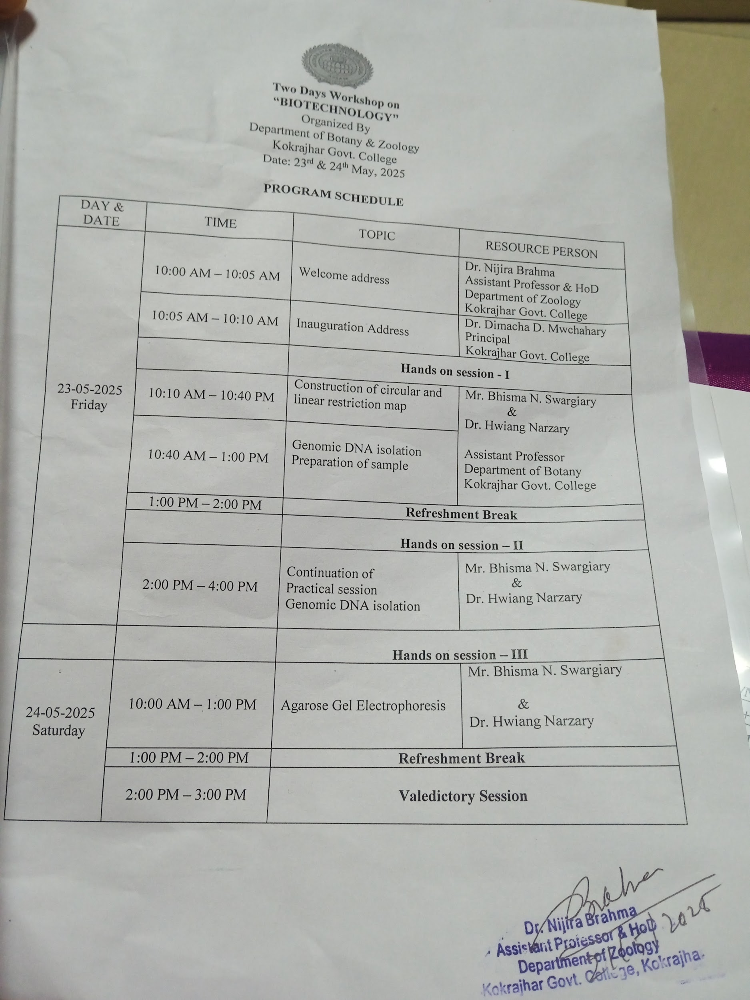 Two Days Workshop on
“BIOTECHNOLOGY”
Organized By
Department of Botany & Zoology
Kokrajhar Govt. College
Date: 23rd & 24th May, 2025
PROGRAM SCHEDULE
DAY &
DATE
TIME
TOPIC
RESOURCE PERSON
23-05-2025
Friday
10:00 AM – 10:05 AM
Welcome address
Dr. Nijira Brahma
Assistant Professor & HoD
Department of Zoology
Kokrajhar Govt. College
10:05 AM – 10:10 AM
Inauguration Address
Dr. Dimacha D. Mwchahary
Principal
Kokrajhar Govt. College
Hands on session - I
10:10 AM – 10:40 PM
Construction of circular and
linear restriction map
Mr. Bhisma N. Swargiary
&
Dr. Hwiang Narzary
Assistant Professor
Department of Botany
Kokrajhar Govt. College
10:40 AM – 1:00 PM
Genomic DNA isolation
Preparation of sample
1:00 PM – 2:00 PM
Refreshment Break
Hands on session – II
2:00 PM – 4:00 PM
Continuation of
Practical session
Genomic DNA isolation
Mr. Bhisma N. Swargiary
&
Dr. Hwiang Narzary
Hands on session – III
24-05-2025
Saturday
10:00 AM – 1:00 PM
Agarose Gel Electrophoresis
Mr. Bhisma N. Swargiary
&
Dr. Hwiang Narzary
1:00 PM – 2:00 PM
Refreshment Break
2:00 PM – 3:00 PM
Valedictory Session
Brahma
Dr. Nijira Brahma
Assistant Professor & HoD
Department of Zoology
Kokrajhar Govt. College, Kokrajha